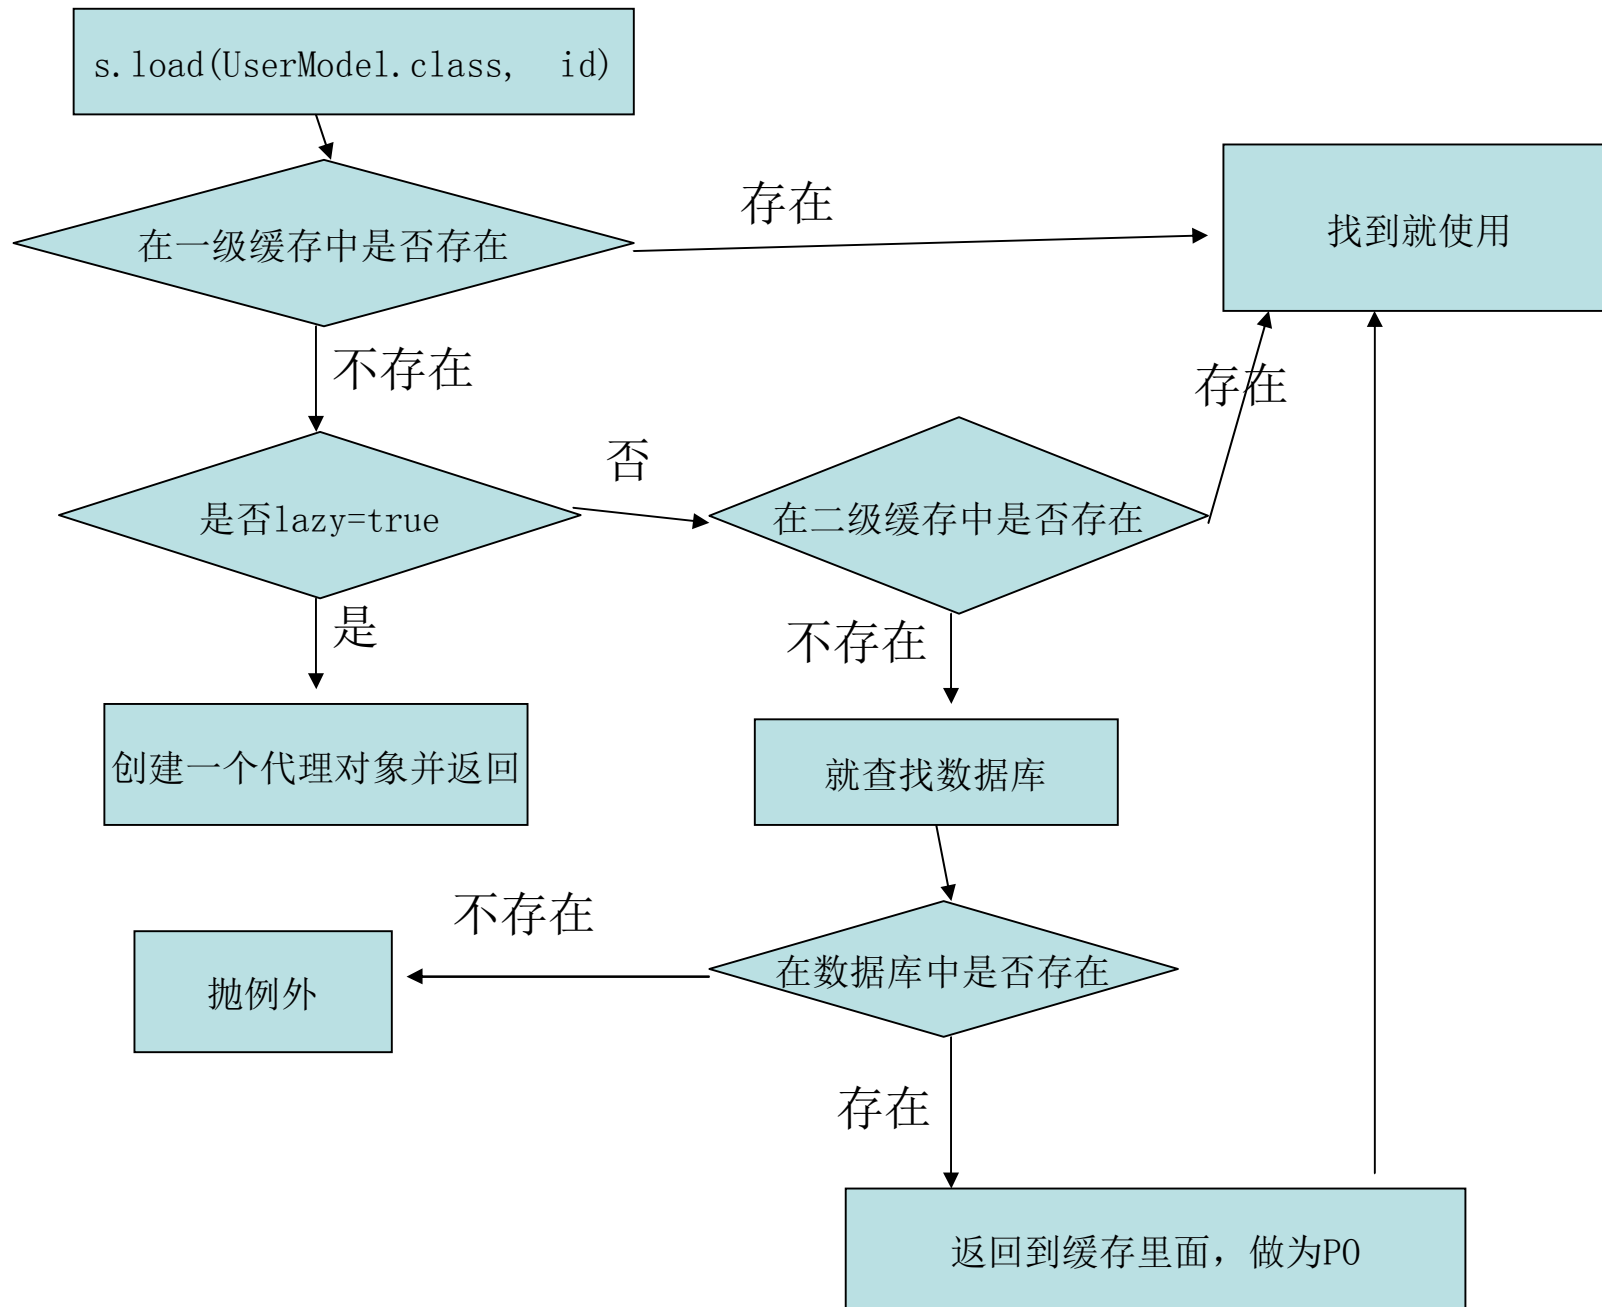 s.load(UserModel.class, id)
存在
找到就使用
在一级缓存中是否存在
不存在
存在
否
是否lazy=true
在二级缓存中是否存在
是
不存在
创建一个代理对象并返回
就查找数据库
不存在
在数据库中是否存在
抛例外
存在
返回到缓存里面，做为PO